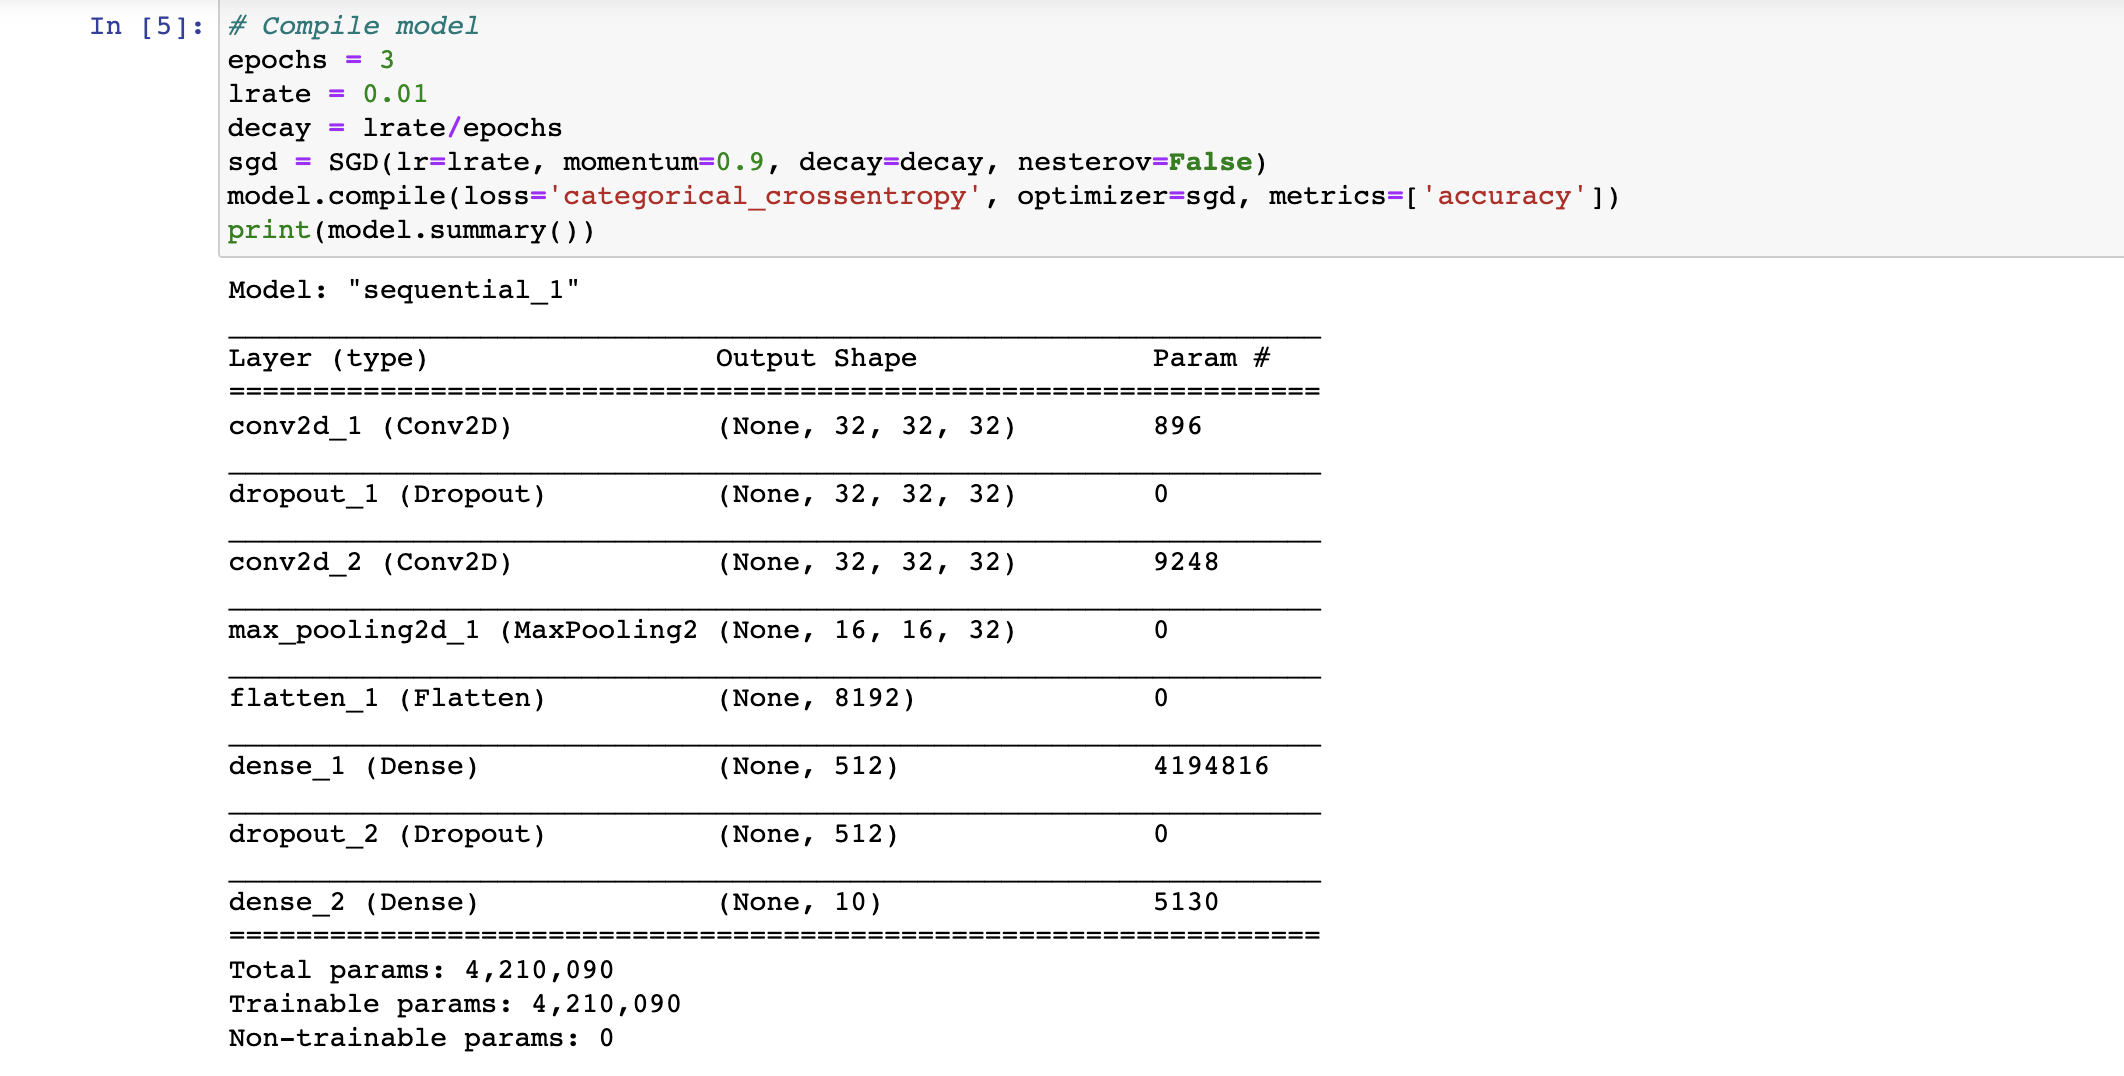 In [5]: # Compile model
epochs = 3
lrate = 0.01
decay = lrate/epochs
sgd = SGD(lr=lrate, momentum=0.9, decay=decay, nesterov=False)
model.compile(loss='categorical_crossentropy', optimizer=sgd, metrics=['accuracy'])
print(model.summary())
Model: "sequential_1"
_________________________________________________________________
Layer (type)                 Output Shape              Param #
=================================================================
conv2d_1 (Conv2D)            (None, 32, 32, 32)        896
_________________________________________________________________
dropout_1 (Dropout)          (None, 32, 32, 32)        0
_________________________________________________________________
conv2d_2 (Conv2D)            (None, 32, 32, 32)        9248
_________________________________________________________________
max_pooling2d_1 (MaxPooling2 (None, 16, 16, 32)        0
_________________________________________________________________
flatten_1 (Flatten)          (None, 8192)              0
_________________________________________________________________
dense_1 (Dense)              (None, 512)               4194816
_________________________________________________________________
dropout_2 (Dropout)          (None, 512)               0
_________________________________________________________________
dense_2 (Dense)              (None, 10)                5130
=================================================================
Total params: 4,210,090
Trainable params: 4,210,090
Non-trainable params: 0